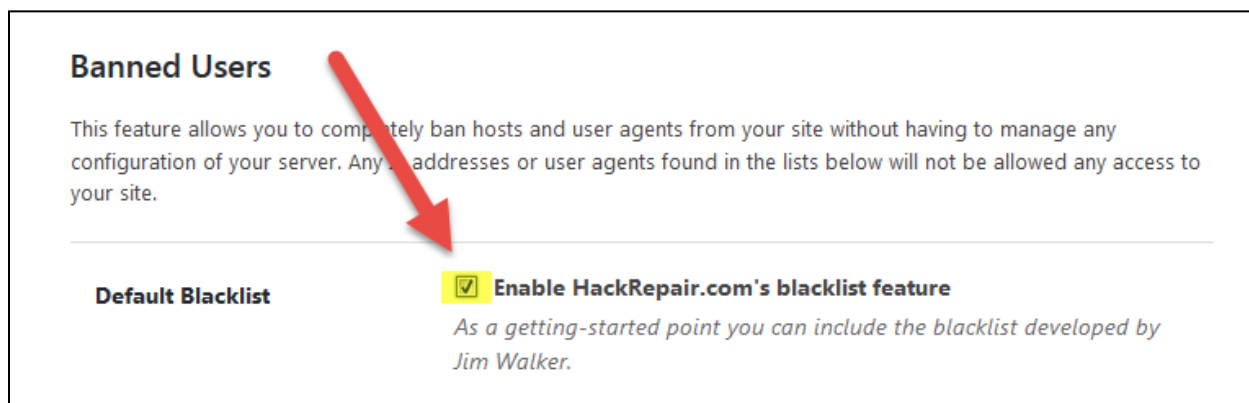 Banned Users
This feature allows you to completely ban hosts and user agents from your site without having to manage any
configuration of your server. Any addresses or user agents found in the lists below will not be allowed any access to
your site.
Default Blacklist
Enable HackRepair.com's blacklist feature
As a getting-started point you can include the blacklist developed by
Jim Walker.